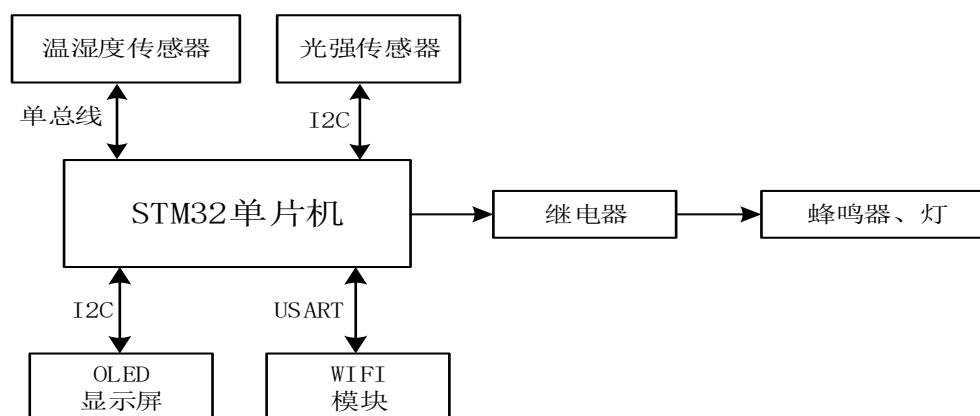 温湿度传感器
光强传感器
单总线
I2C
STM32单片机
继电器
蜂鸣器、灯
I2C
USART
OLED
显示屏
WIFI
模块